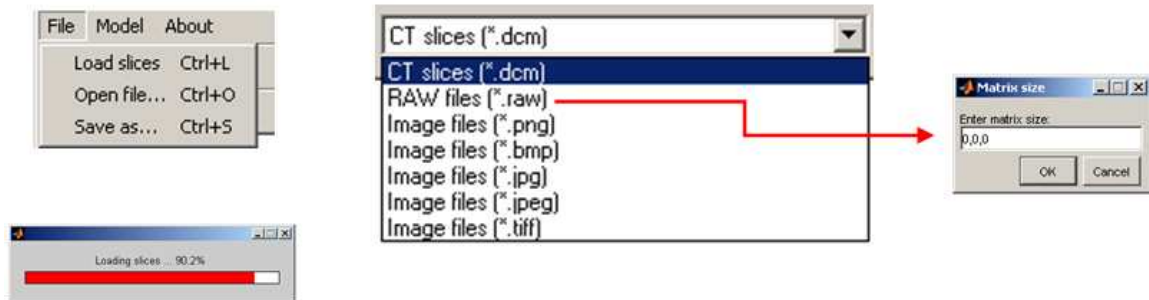 File Model About
Load slices Ctrl+L
Open file... Ctrl+O
Save as... Ctrl+S
CT slices (*.dcm)
CT slices (*.dcm)
RAW files (*.raw)
Image files (*.png)
Image files (*.bmp)
Image files (*.jpg)
Image files (*.jpeg)
Image files (*.tiff)
Matrix size
Enter matrix size:
0,0,0
OK Cancel
Loading slices ... 90.2%